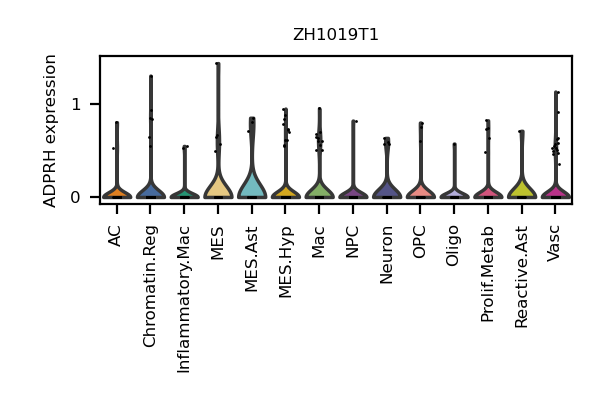 ZH1019T1
ADPRH expression
1
0
AC
Chromatin.Reg
Inflammatory.Mac
MES
MES.Ast
MES.Hyp
Mac
NPC
Neuron
OPC
Oligo
Prolif.Metab
Reactive.Ast
Vasc